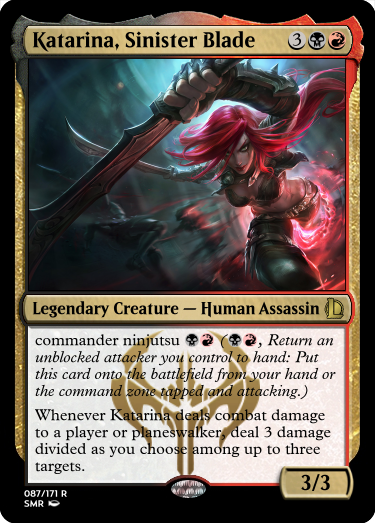 Katarina, Sinister Blade 3
Legendary Creature — Human Assassin
commander ninjutsu (, Return an
unblocked attacker you control to hand: Put
this card onto the battlefield from your hand or
the command zone tapped and attacking.)
Whenever Katarina deals combat damage
to a player or planeswalker, deal 3 damage
divided as you choose among up to three
targets.
3/3
087/171 R
SMR